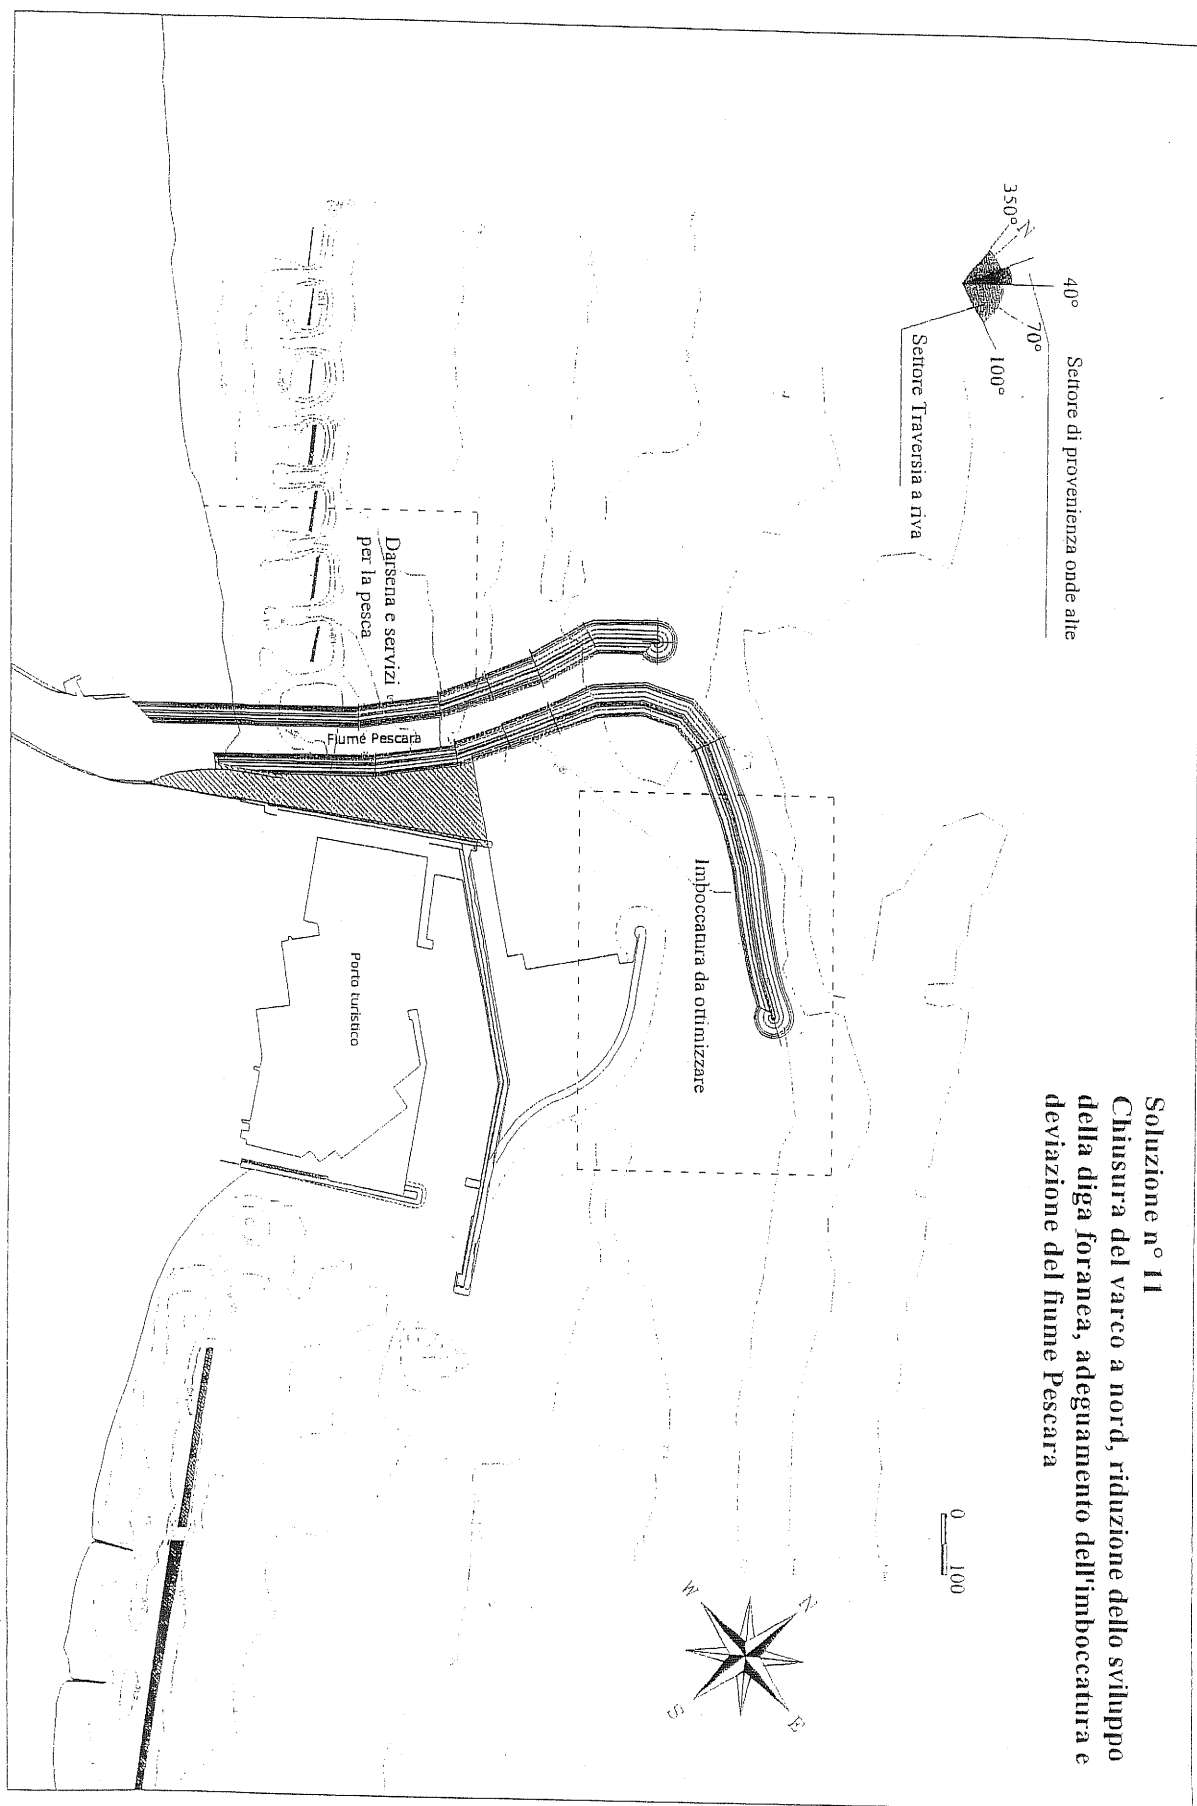 Soluzione n° 11
Chiusura del varco a nord, riduzione dello sviluppo
della diga foranea, adeguamento dell'imboccatura e
deviazione del fiume Pescara
350°
N
40°
70°
100°
Settore di provenienza onde alte
Settore Traversia a riva
0 100
N
E
S
W
Darsena e servizi
per la pesca
Fiume Pescara
Imboccatura da ottimizzare
Porto turistico